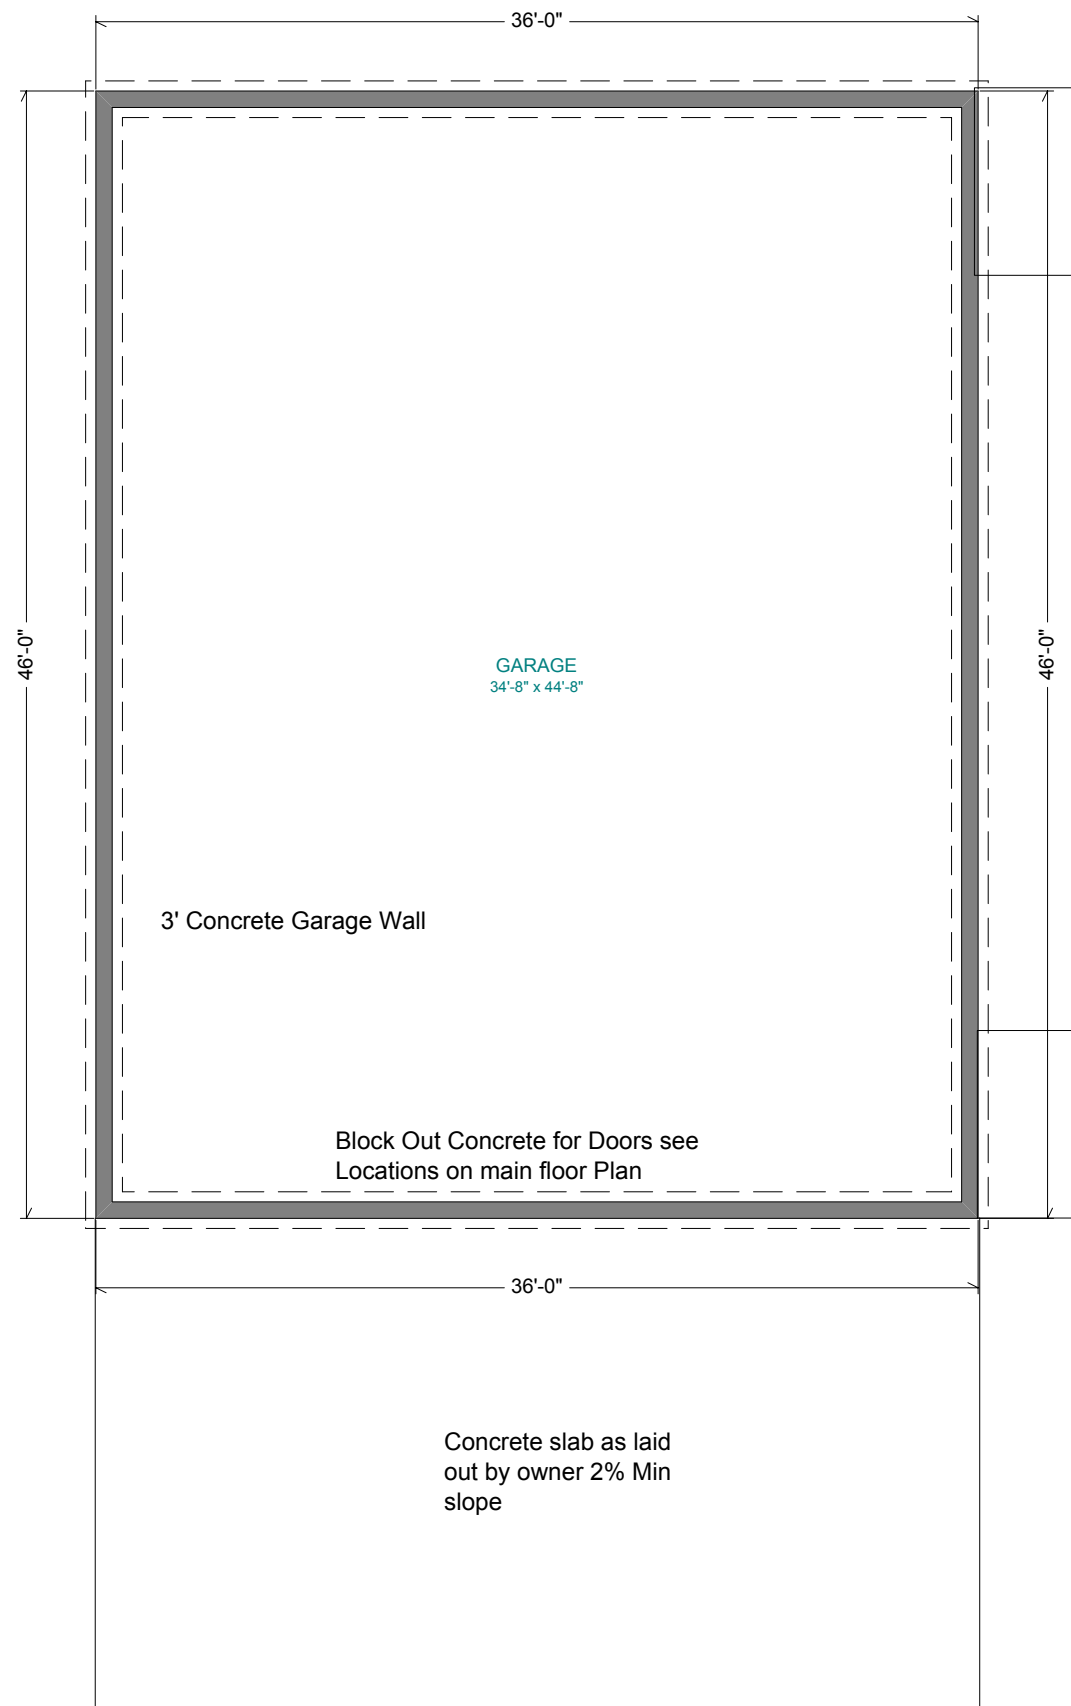 36'-0"
46'-0"
46'-0"
GARAGE
34'-8" x 44'-8"
3' Concrete Garage Wall
Block Out Concrete for Doors see
Locations on main floor Plan
36'-0"
Concrete slab as laid
out by owner 2% Min
slope